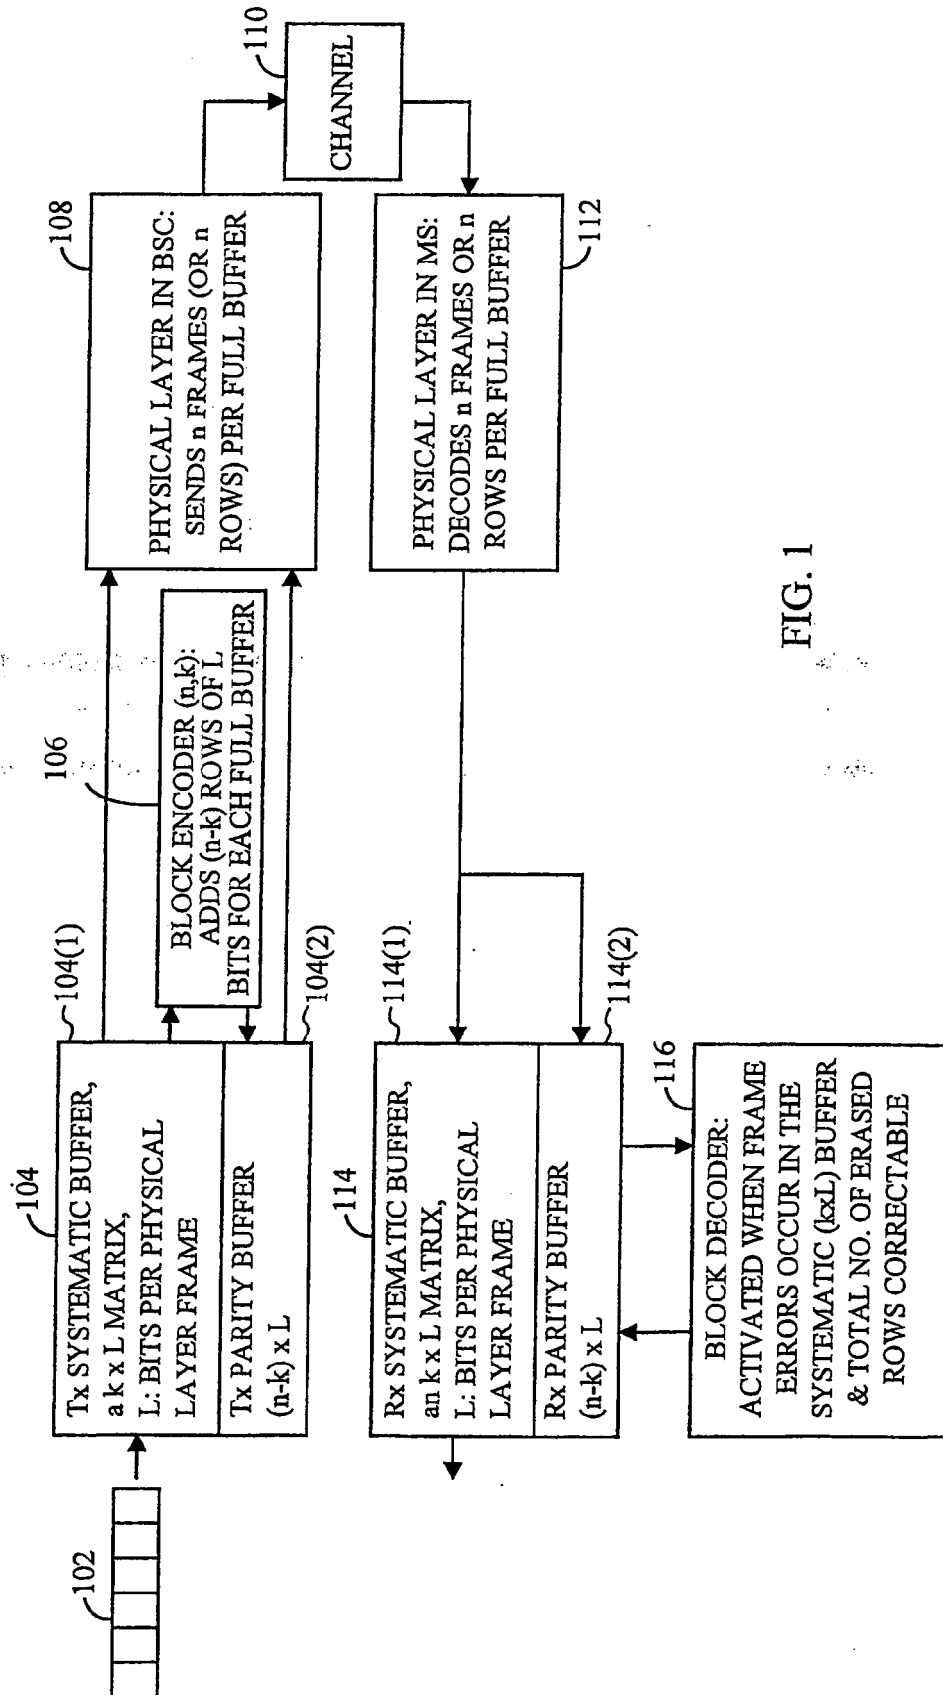 102
104
104(1)
Tx SYSTEMATIC BUFFER,
a k x L MATRIX,
L: BITS PER PHYSICAL
LAYER FRAME
Tx PARITY BUFFER
(n-k) x L
104(2)
106
BLOCK ENCODER (n,k):
ADDS (n-k) ROWS OF L
BITS FOR EACH FULL BUFFER
108
PHYSICAL LAYER IN BSC:
SENDS n FRAMES (OR n
ROWS) PER FULL BUFFER
110
CHANNEL
114
114(1)
Rx SYSTEMATIC BUFFER,
an k x L MATRIX,
L: BITS PER PHYSICAL
LAYER FRAME
Rx PARITY BUFFER
(n-k) x L
114(2)
PHYSICAL LAYER IN MS:
DECODES n FRAMES OR n
ROWS PER FULL BUFFER
112
116
BLOCK DECODER:
ACTIVATED WHEN FRAME
ERRORS OCCUR IN THE
SYSTEMATIC (kxL) BUFFER
& TOTAL NO. OF ERASED
ROWS CORRECTABLE
FIG. 1